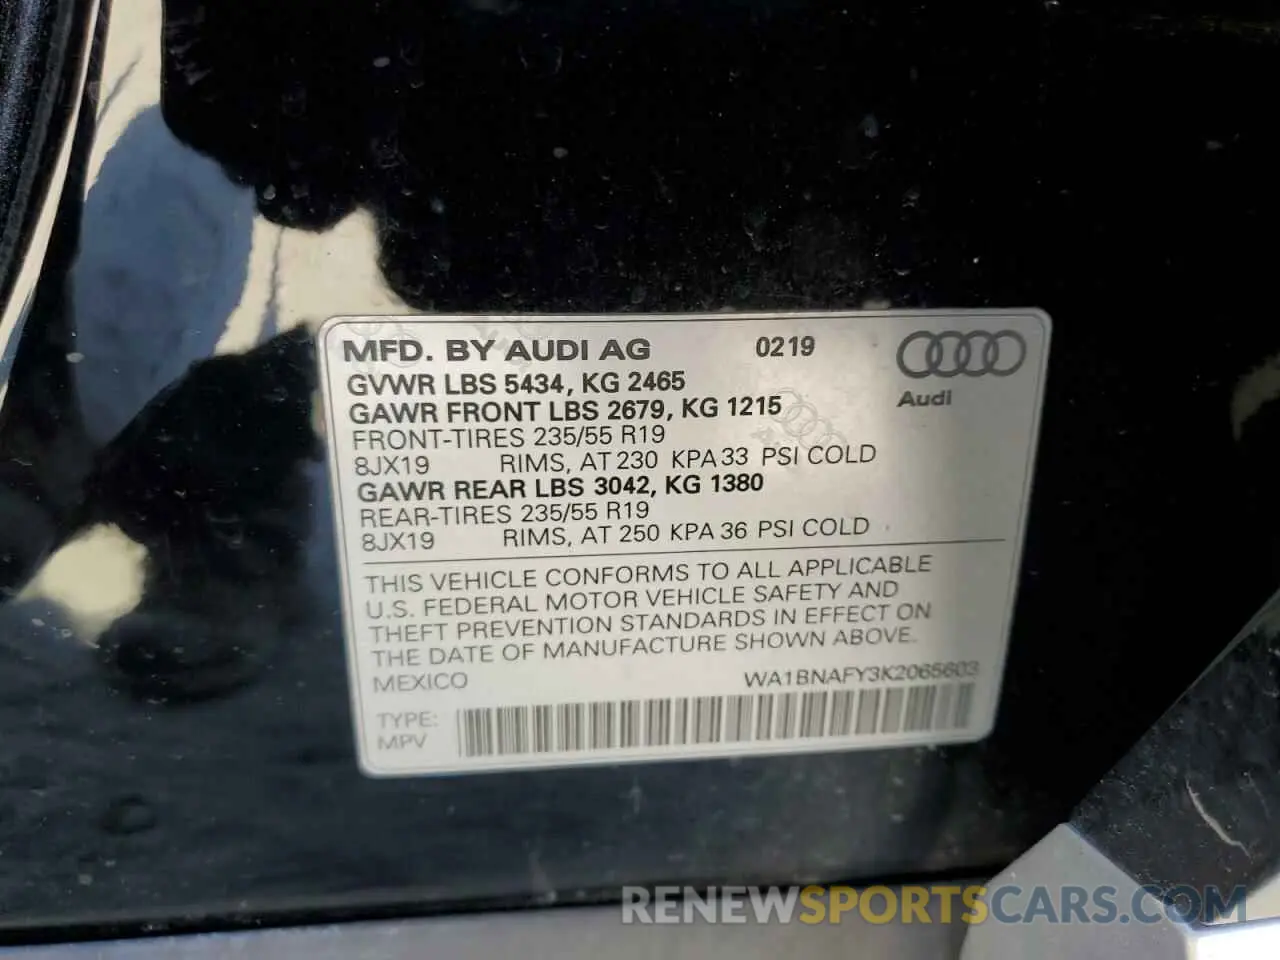 MFD. BY AUDI AG 0219
Audi
GVWR LBS 5434, KG 2465
GAWR FRONT LBS 2679, KG 1215
FRONT-TIRES 235/55 R19
8JX19 RIMS, AT 230 KPA 33 PSI COLD
GAWR REAR LBS 3042, KG 1380
REAR-TIRES 235/55 R19
8JX19 RIMS, AT 250 KPA 36 PSI COLD
THIS VEHICLE CONFORMS TO ALL APPLICABLE
U.S. FEDERAL MOTOR VEHICLE SAFETY AND
THEFT PREVENTION STANDARDS IN EFFECT ON
THE DATE OF MANUFACTURE SHOWN ABOVE.
MEXICO WA1BNAFY3K2065603
TYPE:
MPV
RENEWSPORTSCARS.COM